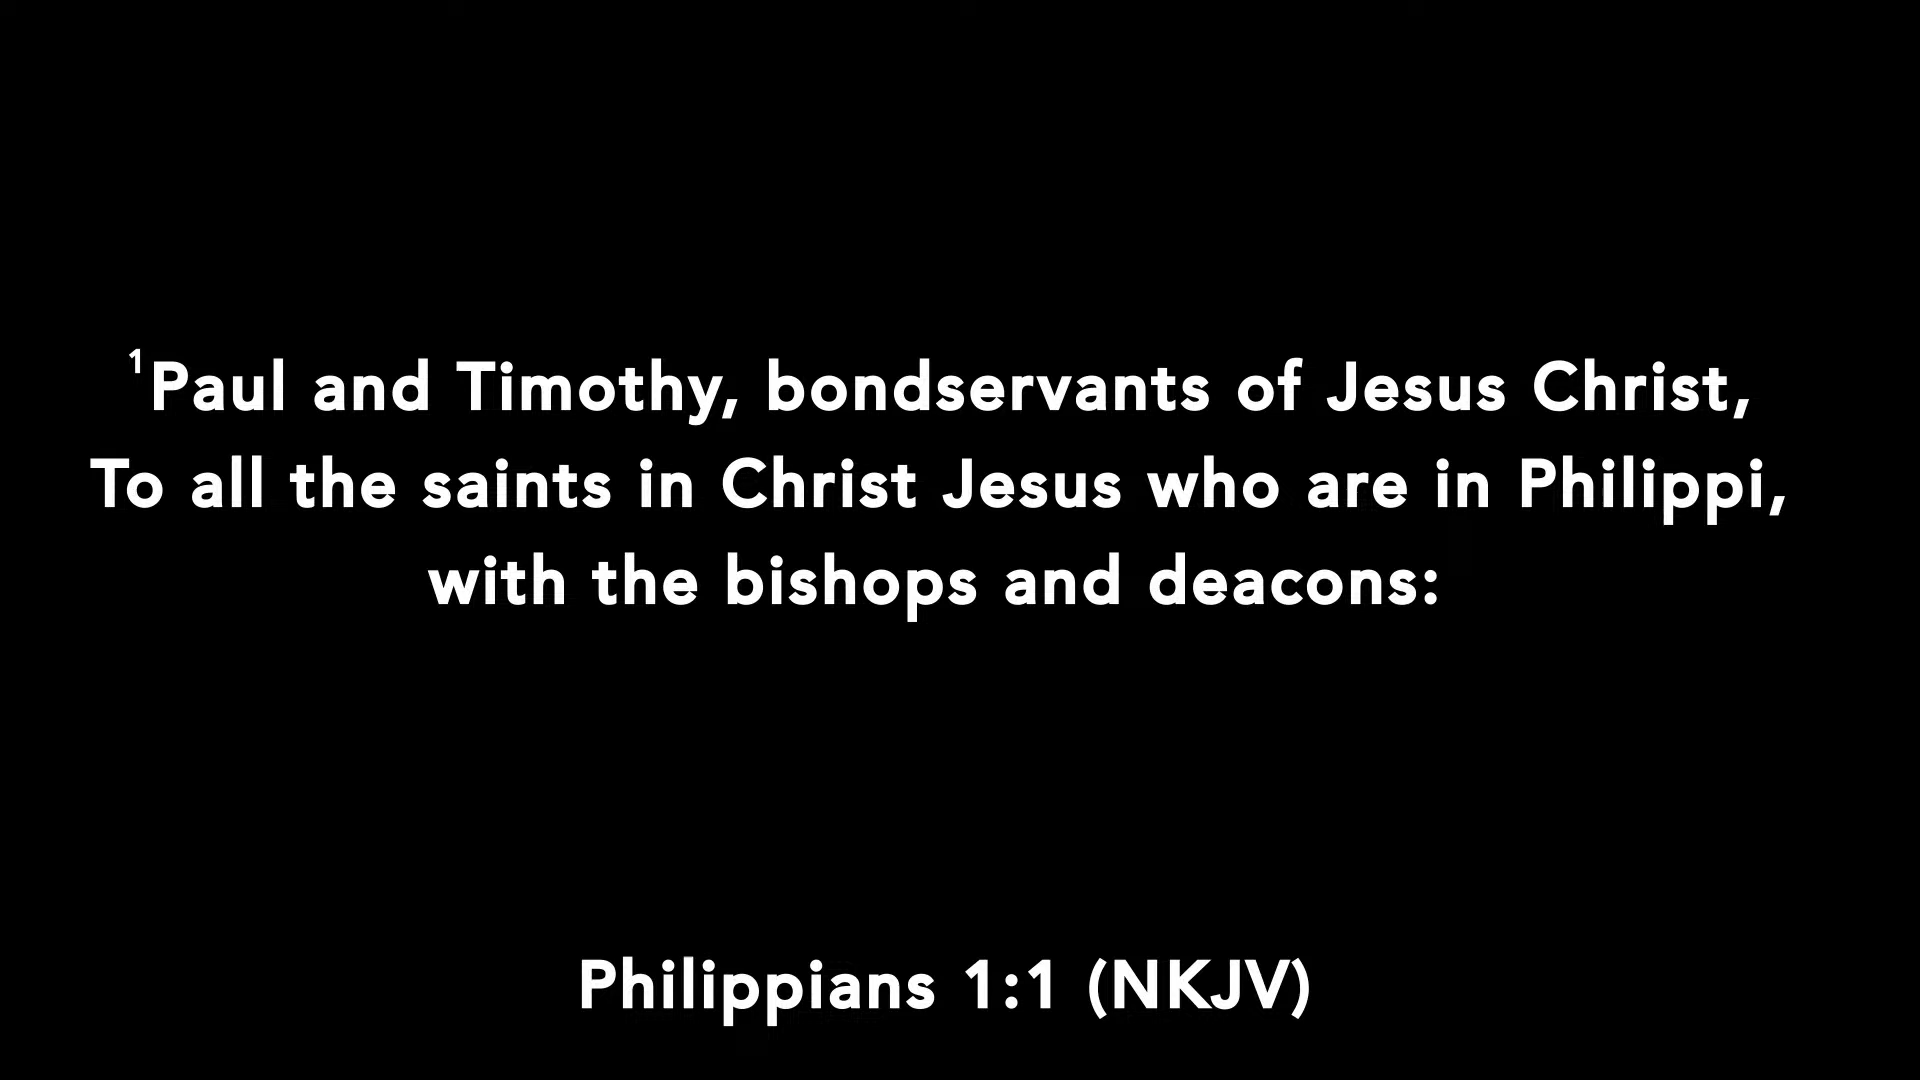 ¹Paul and Timothy, bondservants of Jesus Christ,
To all the saints in Christ Jesus who are in Philippi,
with the bishops and deacons:
Philippians 1:1 (NKJV)